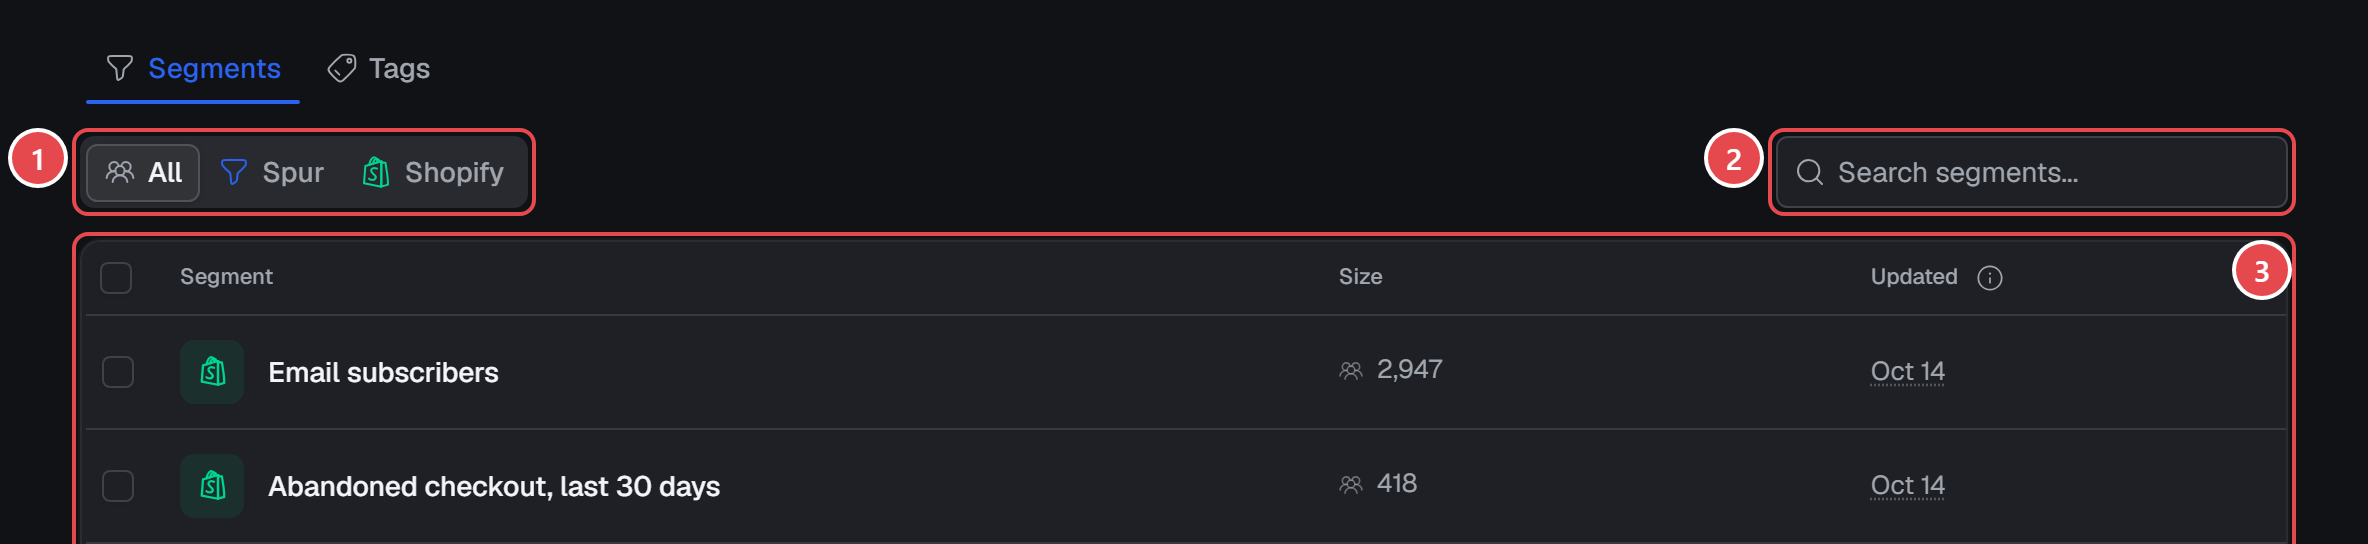 Segments Tags
1 All Spur Shopify 2 Search segments...
Segment Size Updated 3
Email subscribers 2,947 Oct 14
Abandoned checkout, last 30 days 418 Oct 14